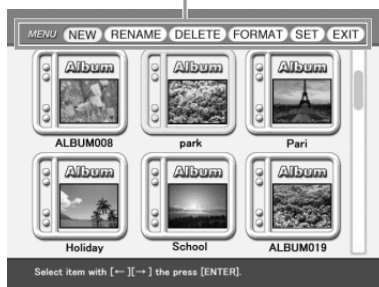 MENU NEW RENAME DELETE FORMAT SET EXIT
Album Album Album
ALBUM008 park Pari
Album Album Album
Holiday School ALBUM019
Select item with [← ][→ ] the press [ENTER].